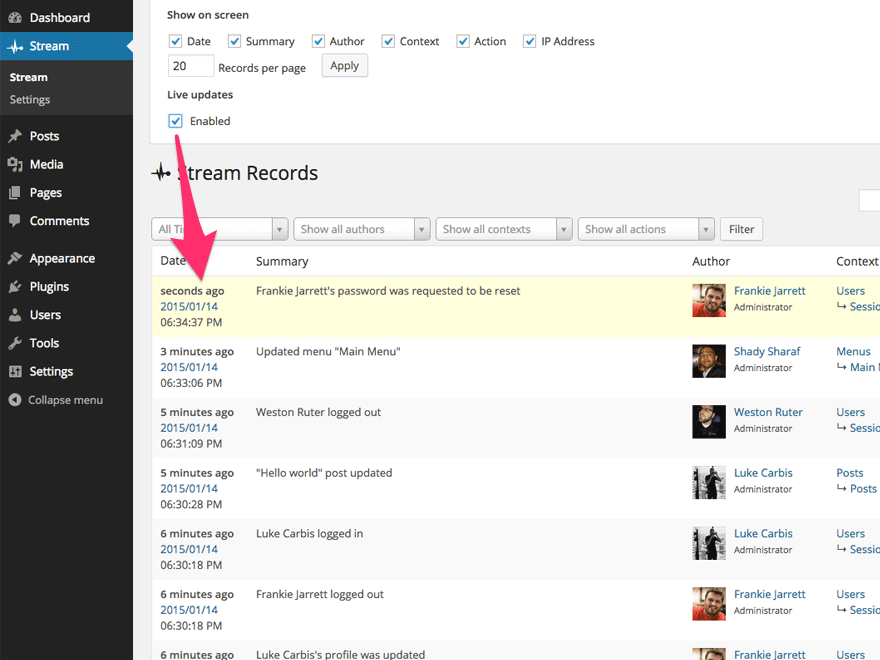 Dashboard
Stream
Stream
Settings
Posts
Media
Pages
Comments
Appearance
Plugins
Users
Tools
Settings
Collapse menu
Show on screen
Date Summary Author Context Action IP Address
20 Records per page Apply
Live updates
Enabled
Stream Records
All Show all authors Show all contexts Show all actions Filter
Date Summary Author Context
seconds ago Frankie Jarrett's password was requested to be reset Frankie Jarrett Users
2015/01/14 Administrator ↳ Sessio
06:34:37 PM
3 minutes ago Updated menu "Main Menu" Shady Sharaf Menus
2015/01/14 Administrator ↳ Main
06:33:06 PM
5 minutes ago Weston Ruter logged out Weston Ruter Users
2015/01/14 Administrator ↳ Sessio
06:31:09 PM
5 minutes ago "Hello world" post updated Luke Carbis Posts
2015/01/14 Administrator ↳ Posts
06:30:28 PM
6 minutes ago Luke Carbis logged in Luke Carbis Users
2015/01/14 Administrator ↳ Sessio
06:30:18 PM
6 minutes ago Frankie Jarrett logged out Frankie Jarrett Users
2015/01/14 Administrator ↳ Sessio
06:30:18 PM
6 minutes ago Luke Carbis's profile was updated Frankie Jarrett Users